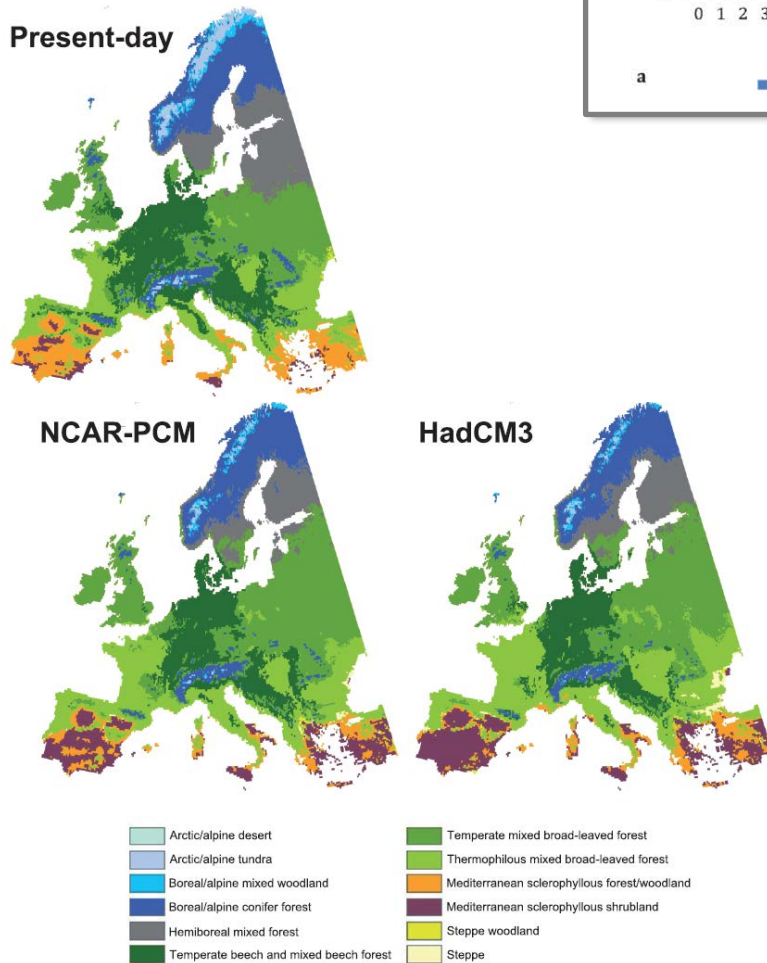 0 1 2 3
a
Present-day
NCAR-PCM
HadCM3
Arctic/alpine desert
Arctic/alpine tundra
Boreal/alpine mixed woodland
Boreal/alpine conifer forest
Hemiboreal mixed forest
Temperate beech and mixed beech forest
Temperate mixed broad-leaved forest
Thermophilous mixed broad-leaved forest
Mediterranean sclerophyllous forest/woodland
Mediterranean sclerophyllous shrubland
Steppe woodland
Steppe